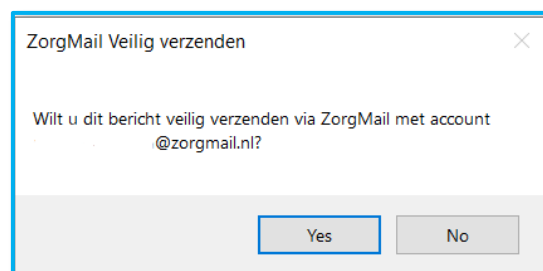 ZorgMail Veilig verzenden
Wilt u dit bericht veilig verzenden via ZorgMail met account
@zorgmail.nl?
Yes No